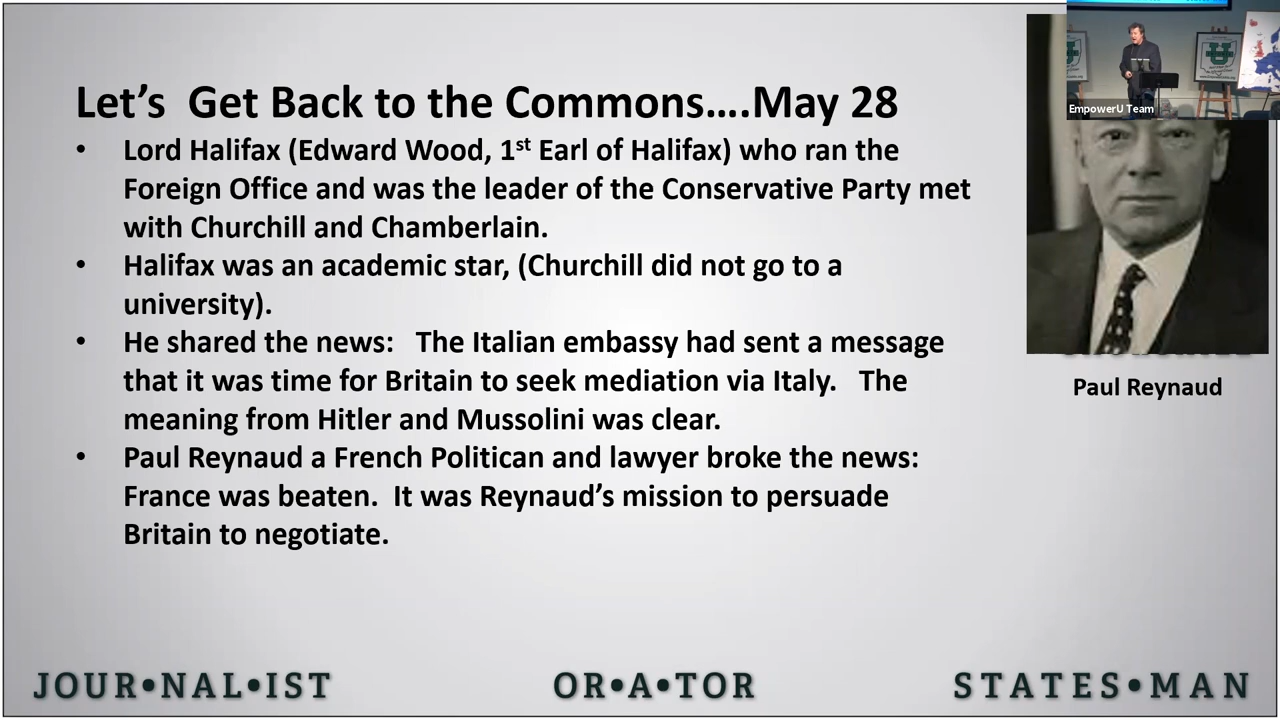 EmpowerU Team
Let's  Get Back to the Commons....May 28
• Lord Halifax (Edward Wood, 1st Earl of Halifax) who ran the
Foreign Office and was the leader of the Conservative Party met
with Churchill and Chamberlain.
• Halifax was an academic star, (Churchill did not go to a
university).
• He shared the news:   The Italian embassy had sent a message
that it was time for Britain to seek mediation via Italy.   The
meaning from Hitler and Mussolini was clear.
• Paul Reynaud a French Politican and lawyer broke the news:
France was beaten.  It was Reynaud's mission to persuade
Britain to negotiate.
Paul Reynaud
JOUR•NAL•IST
OR•A•TOR
STATES•MAN